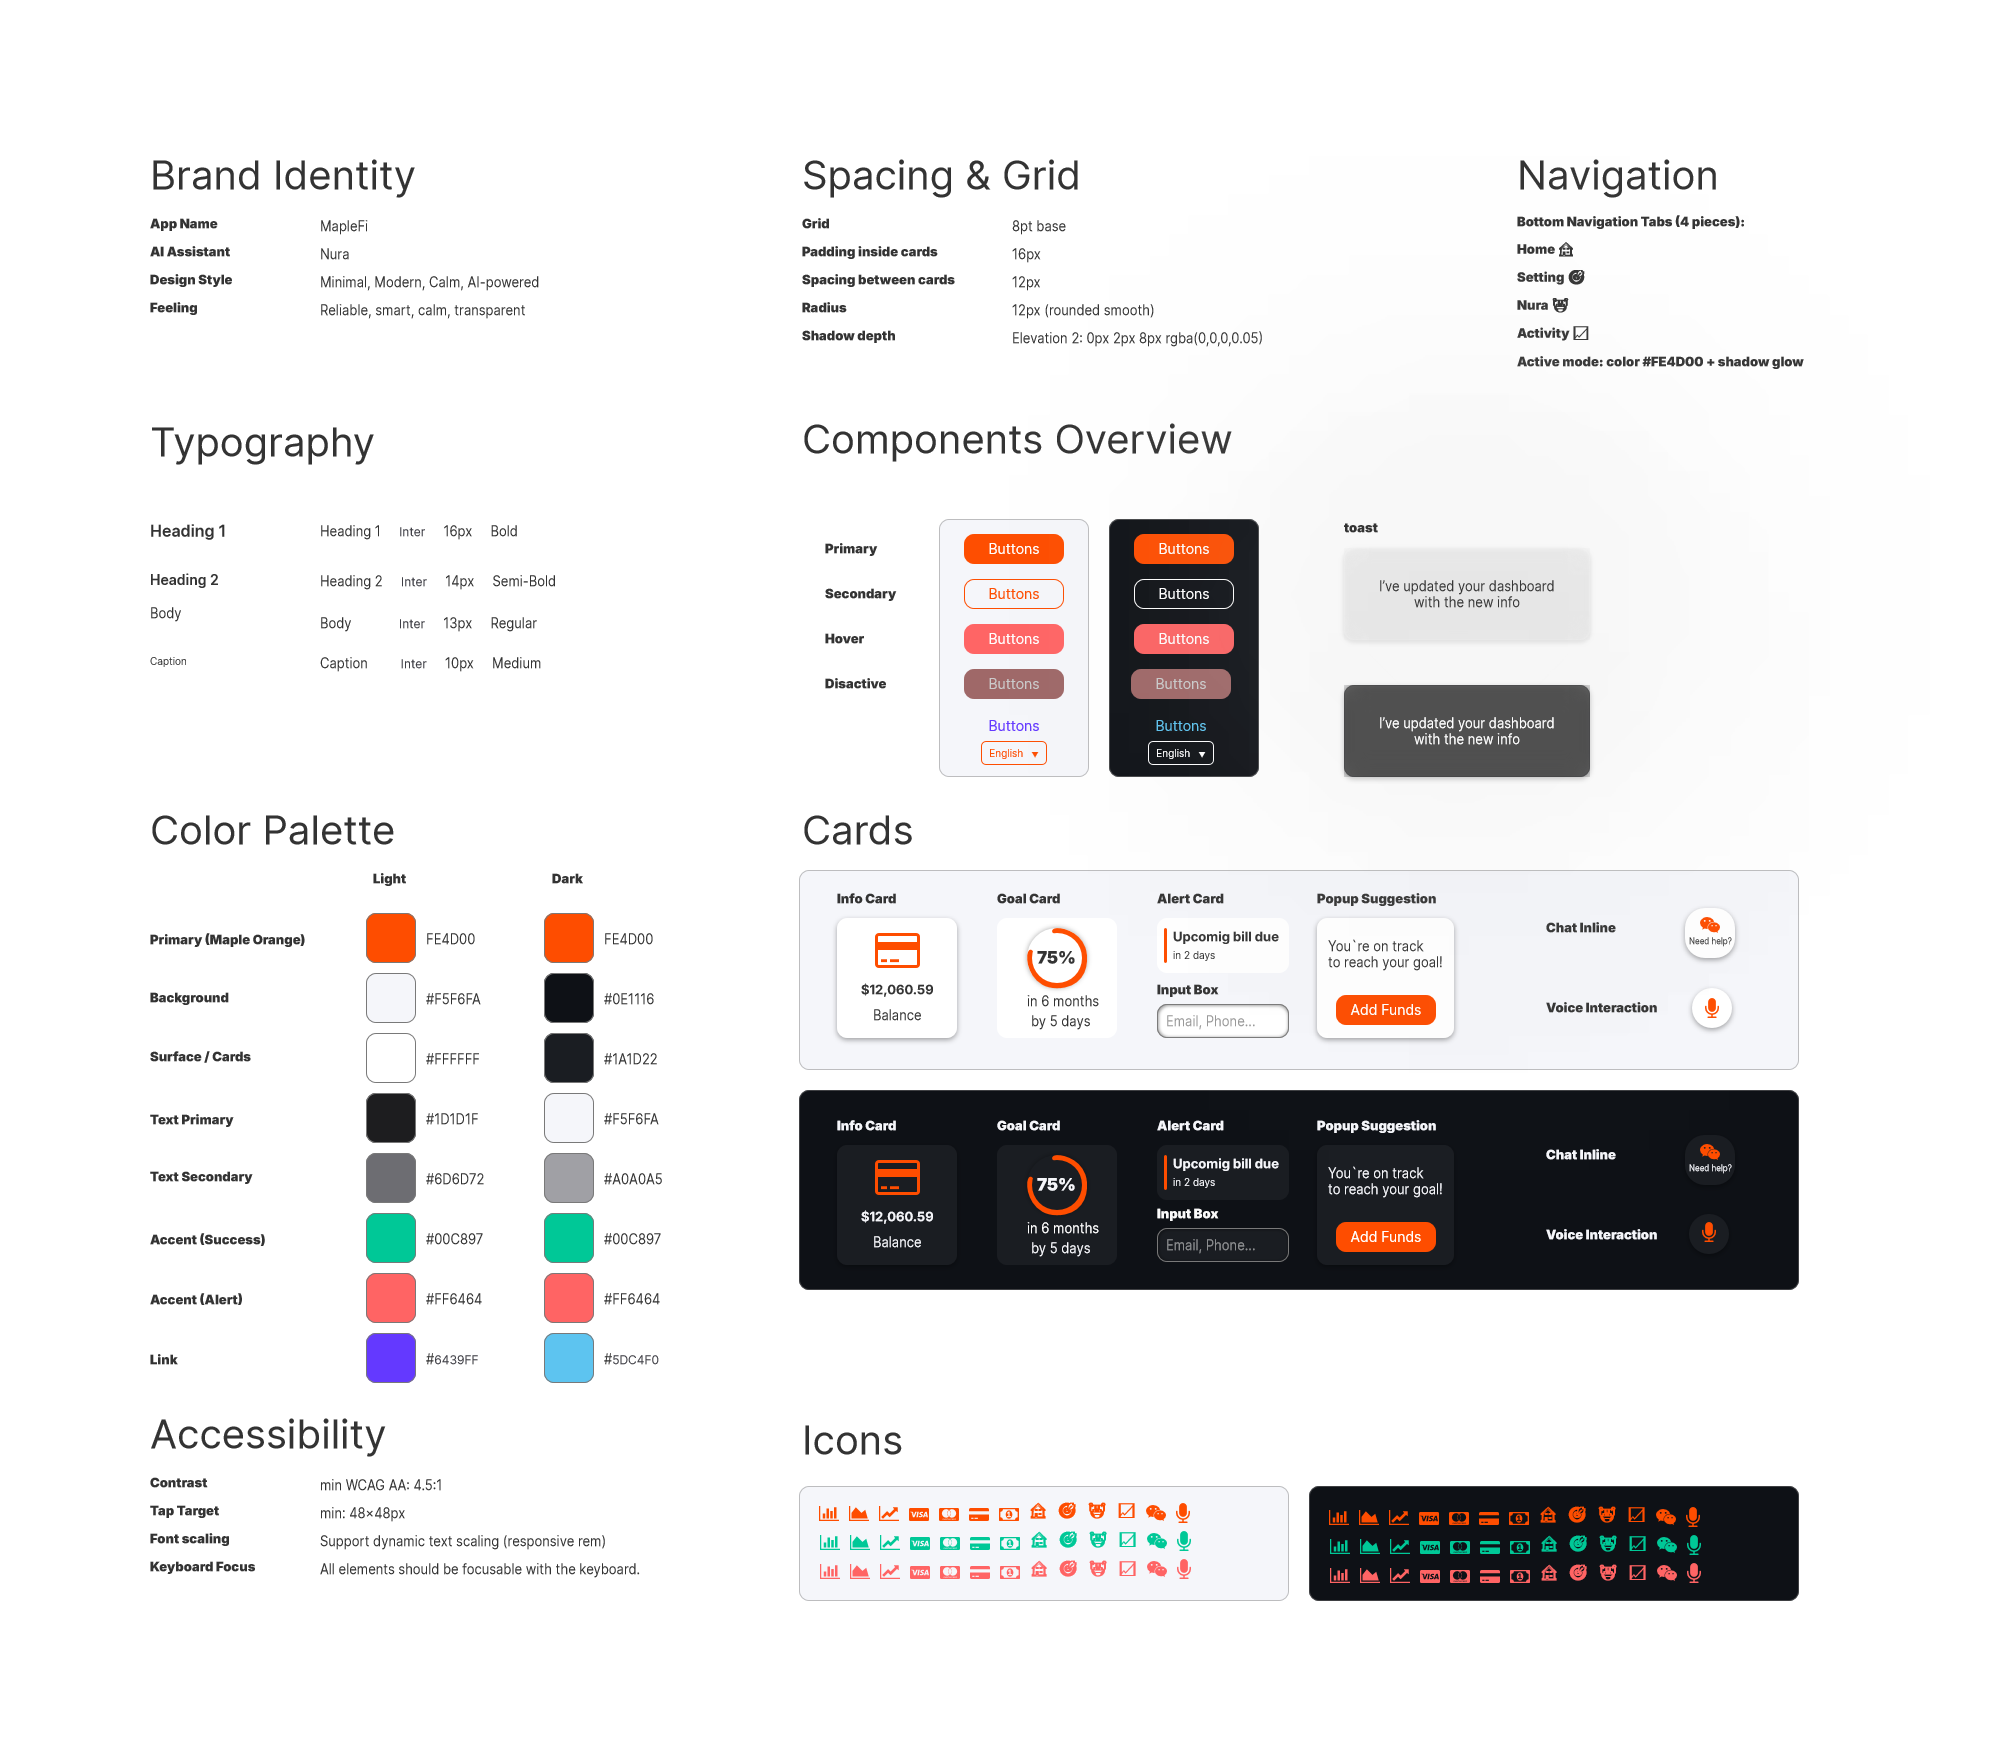 Brand Identity
App Name MapleFi
AI Assistant Nura
Design Style Minimal, Modern, Calm, AI-powered
Feeling Reliable, smart, calm, transparent
Spacing & Grid
Grid 8pt base
Padding inside cards 16px
Spacing between cards 12px
Radius 12px (rounded smooth)
Shadow depth Elevation 2: 0px 2px 8px rgba(0,0,0,0.05)
Navigation
Bottom Navigation Tabs (4 pieces):
Home
Setting
Nura
Activity
Active mode: color #FE4D00 + shadow glow
Typography
Heading 1 Heading 1 Inter 16px Bold
Heading 2 Heading 2 Inter 14px Semi-Bold
Body Body Inter 13px Regular
Caption Caption Inter 10px Medium
Components Overview
Primary Buttons Buttons
Secondary Buttons Buttons
Hover Buttons Buttons
Disactive Buttons Buttons
Buttons Buttons
English ▼ English ▼
toast
I've updated your dashboard
with the new info
I've updated your dashboard
with the new info
Color Palette
Light Dark
Primary (Maple Orange) FE4D00 FE4D00
Background #F5F6FA #0E1116
Surface / Cards #FFFFFF #1A1D22
Text Primary #1D1D1F #F5F6FA
Text Secondary #6D6D72 #A0A0A5
Accent (Success) #00C897 #00C897
Accent (Alert) #FF6464 #FF6464
Link #6439FF #5DC4F0
Cards
Info Card
$12,060.59
Balance
Goal Card
75%
in 6 months
by 5 days
Alert Card
Upcomig bill due
in 2 days
Input Box
Email, Phone...
Popup Suggestion
You`re on track
to reach your goal!
Add Funds
Chat Inline
Need help?
Voice Interaction
Info Card
$12,060.59
Balance
Goal Card
75%
in 6 months
by 5 days
Alert Card
Upcomig bill due
in 2 days
Input Box
Email, Phone...
Popup Suggestion
You`re on track
to reach your goal!
Add Funds
Chat Inline
Need help?
Voice Interaction
Accessibility
Contrast min WCAG AA: 4.5:1
Tap Target min: 48×48px
Font scaling Support dynamic text scaling (responsive rem)
Keyboard Focus All elements should be focusable with the keyboard.
Icons
VISA
VISA
VISA
VISA
VISA
VISA